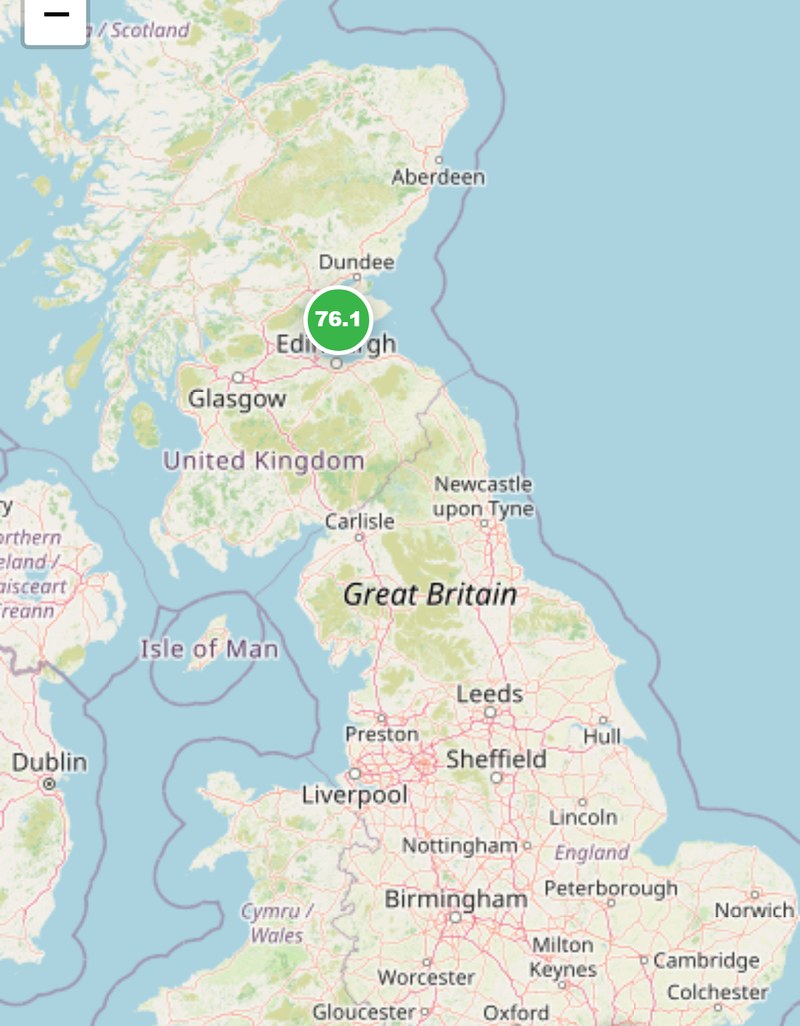 −
/ Scotland
Aberdeen
Dundee
76.1
Glasgow
United Kingdom
Newcastle
upon Tyne
Carlisle
Great Britain
Isle of Man
Leeds
Preston
Hull
Sheffield
Dublin
Liverpool
Lincoln
Nottingham
England
Peterborough
Birmingham
Norwich
Cymru /
Wales
Milton
Keynes
Cambridge
Worcester
Colchester
Gloucester
Oxford